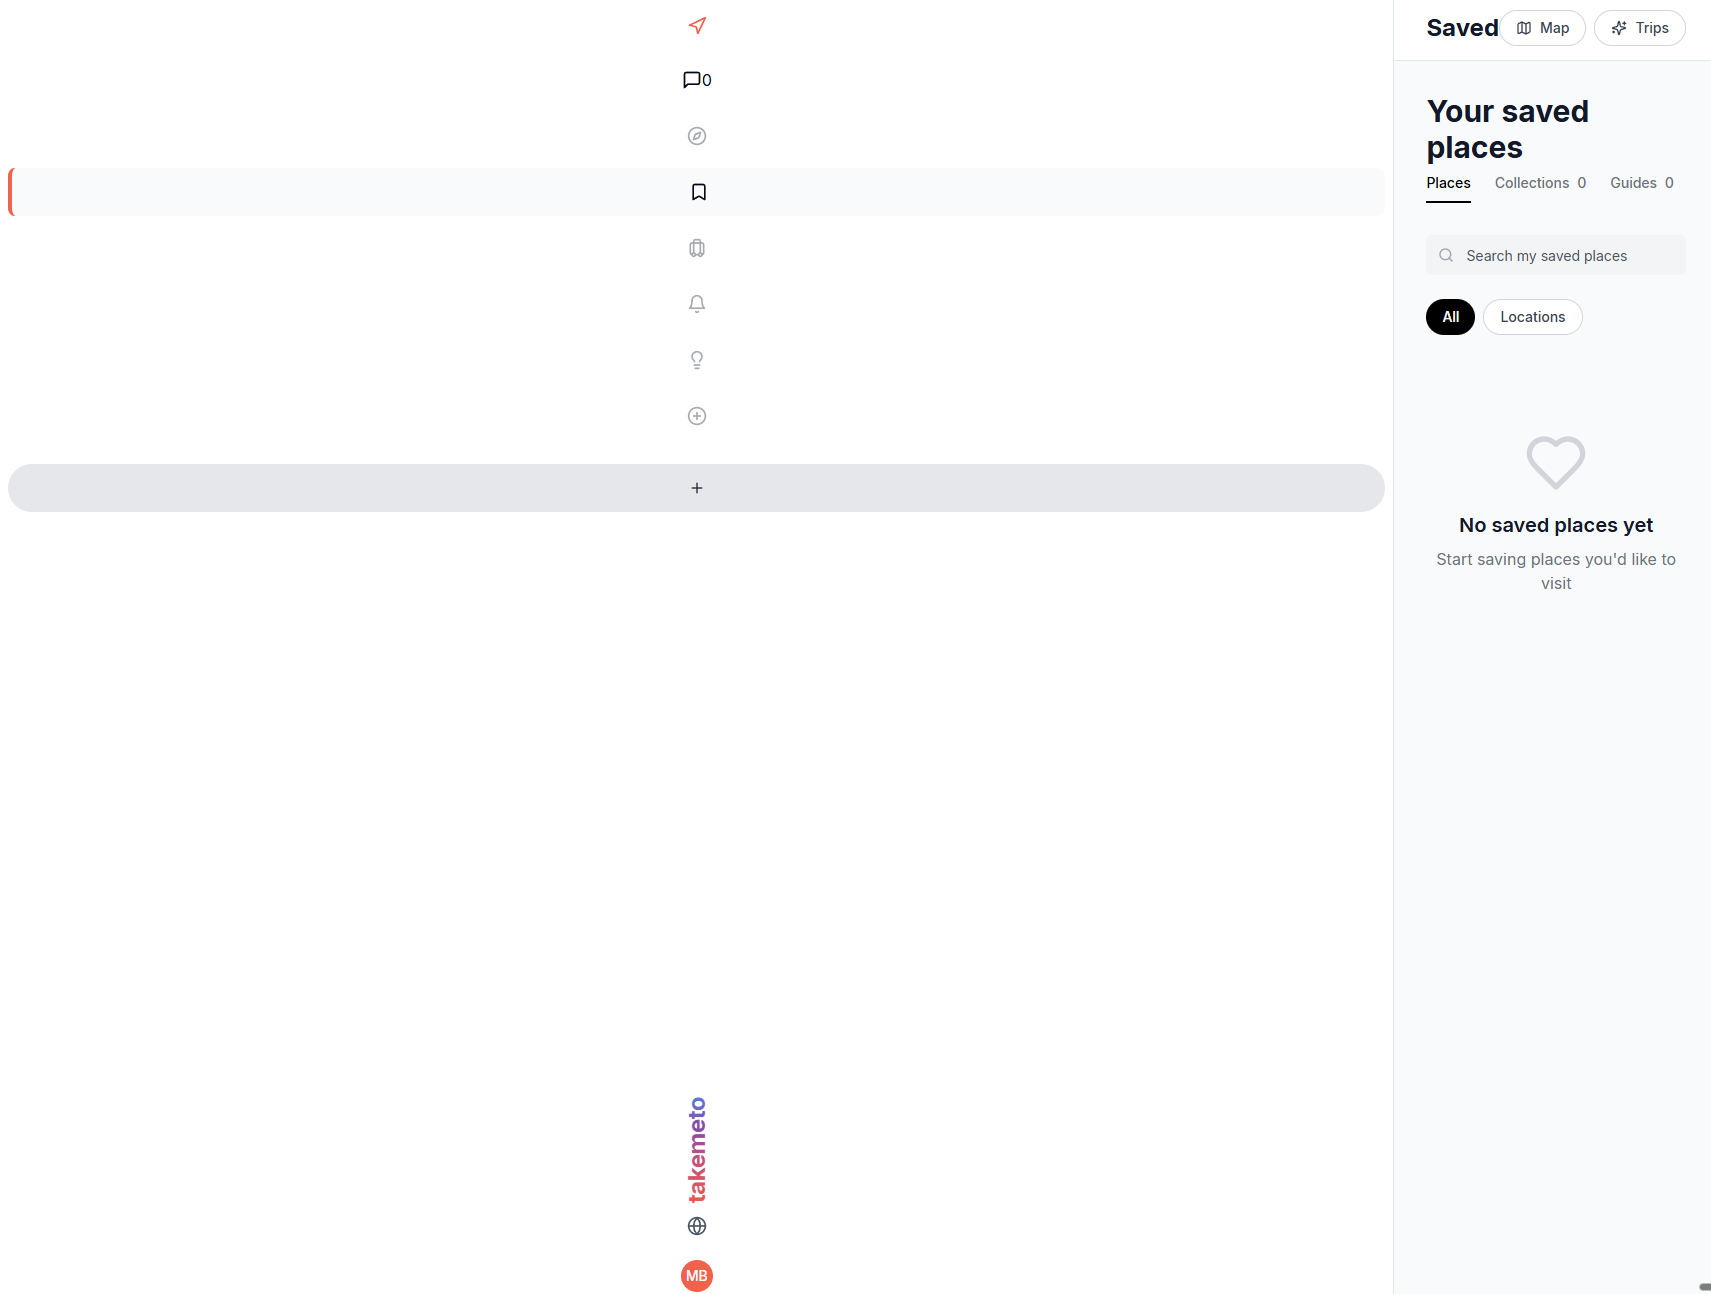 0
takemeto
MB
Saved
Map
Trips
Your saved
places
Places
Collections 0
Guides 0
Search my saved places
All
Locations
No saved places yet
Start saving places you'd like to
visit